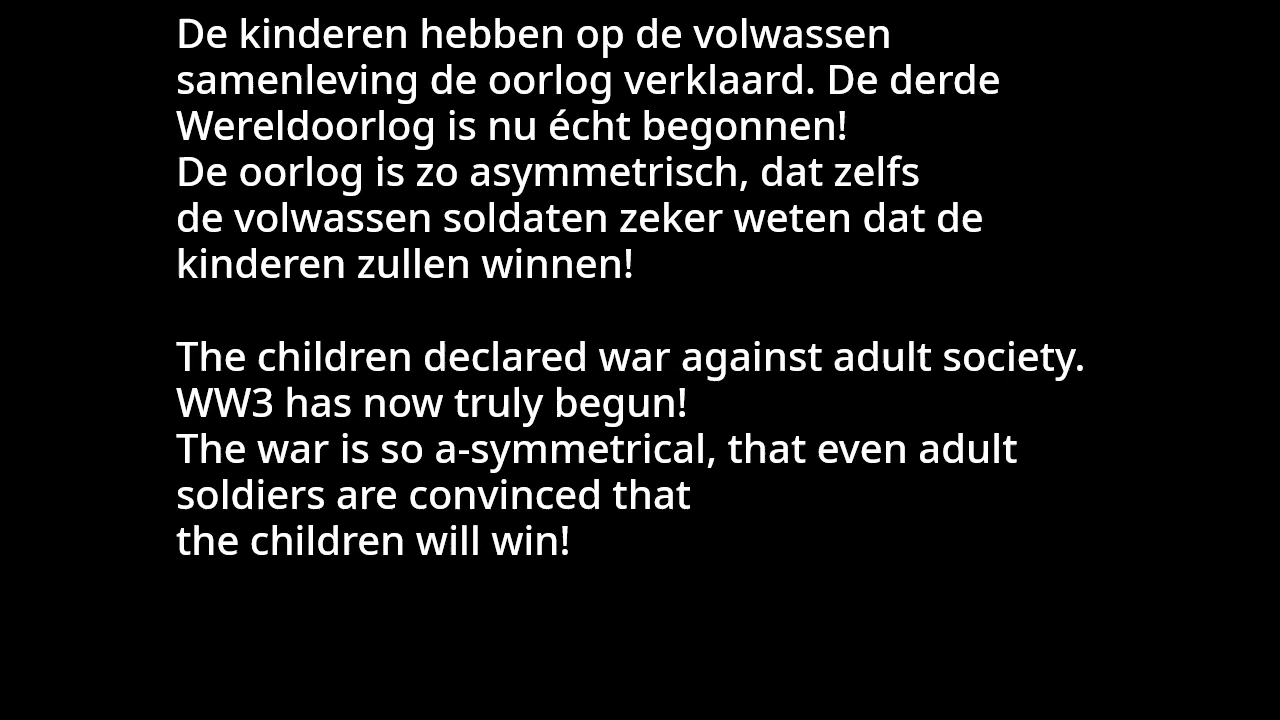 De kinderen hebben op de volwassen
samenleving de oorlog verklaard. De derde
Wereldoorlog is nu écht begonnen!
De oorlog is zo asymmetrisch, dat zelfs
de volwassen soldaten zeker weten dat de
kinderen zullen winnen!
The children declared war against adult society.
WW3 has now truly begun!
The war is so a-symmetrical, that even adult
soldiers are convinced that
the children will win!